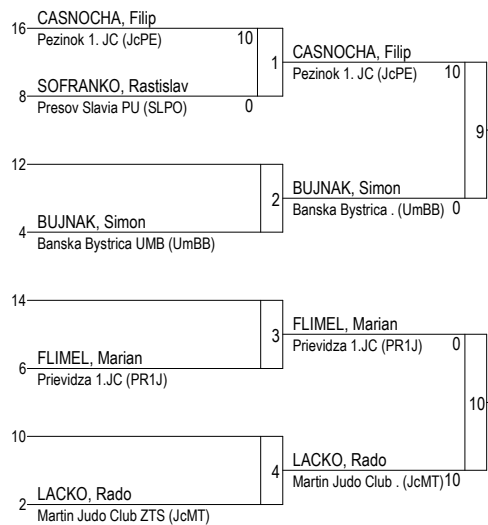 16 CASNOCHA, Filip
Pezinok 1. JC (JcPE) 10
1
8 SOFRANKO, Rastislav
Presov Slavia PU (SLPO) 0
CASNOCHA, Filip
Pezinok 1. JC (JcPE) 10
9
12
2
4 BUJNAK, Simon
Banska Bystrica UMB (UmBB)
BUJNAK, Simon
Banska Bystrica . (UmBB) 0
14
3
6 FLIMEL, Marian
Prievidza 1.JC (PR1J)
FLIMEL, Marian
Prievidza 1.JC (PR1J) 0
10
10
4
2 LACKO, Rado
Martin Judo Club ZTS (JcMT)
LACKO, Rado
Martin Judo Club . (JcMT) 10